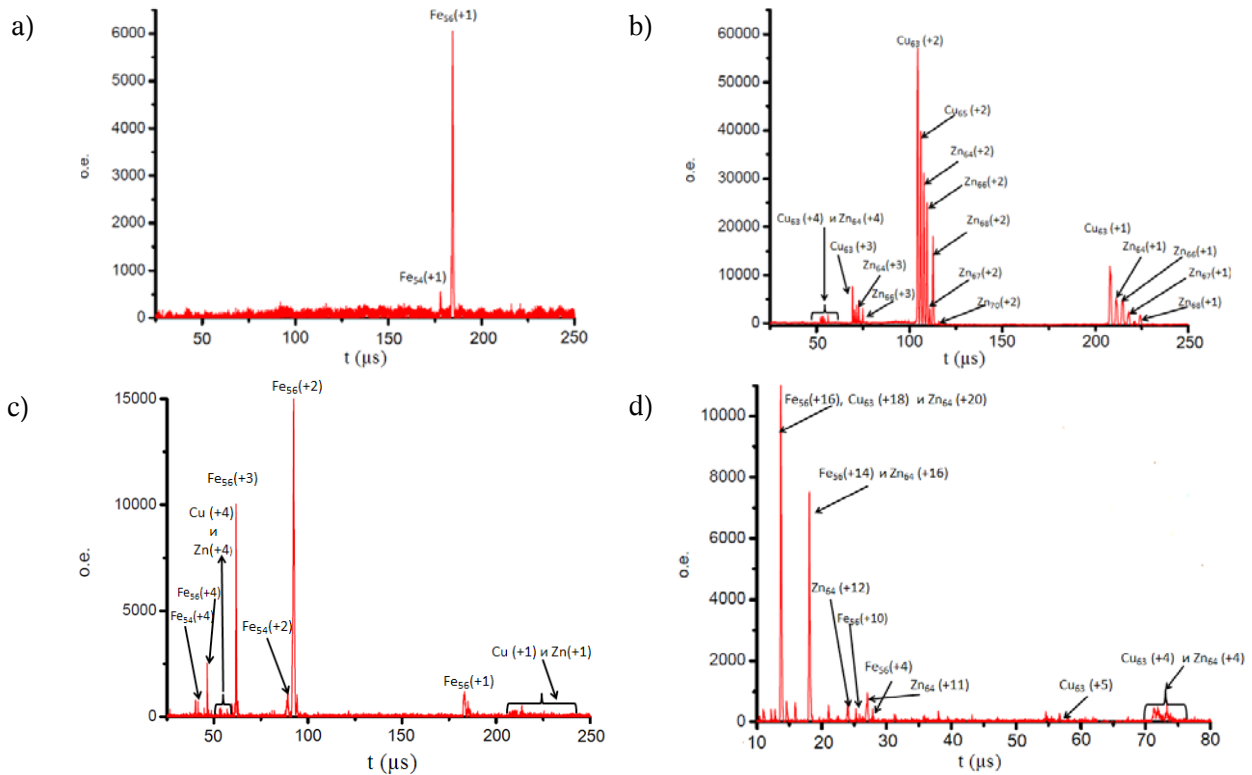 a)
o.e.
6000
5000
4000
3000
2000
1000
0
Fe₅₆(+1)
Fe₅₄(+1)
50 100 150 200 250
t (µs)
b)
o.e.
60000
50000
40000
30000
20000
10000
0
Cu₆₃ (+2)
Cu₆₅ (+2)
Zn₆₄(+2)
Zn₆₆(+2)
Cu₆₃ (+4) и Zn₆₄(+4)
Cu₆₃ (+3)
Zn₆₄(+3)
Zn₆₆(+3)
Zn₆₈(+2)
Zn₆₇(+2)
Zn₇₀(+2)
Cu₆₃ (+1)
Zn₆₄(+1)
Zn₆₆(+1)
Zn₆₇(+1)
Zn₆₈(+1)
50 100 150 200 250
t (µs)
c)
o.e.
15000
10000
5000
0
Fe₅₆(+2)
Fe₅₆(+3)
Cu (+4)
и
Zn(+4)
Fe₅₆(+4)
Fe₅₄(+4)
Fe₅₄(+2)
Fe₅₆(+1)
Cu (+1) и Zn(+1)
50 100 150 200 250
t (µs)
d)
o.e.
10000
8000
6000
4000
2000
0
Fe₅₆(+16), Cu₆₃ (+18) и Zn₆₄ (+20)
Fe₅₆(+14) и Zn₆₄ (+16)
Zn₆₄ (+12)
Fe₅₆(+10)
Fe₅₆(+4)
Zn₆₄ (+11)
Cu₆₃ (+5)
Cu₆₃ (+4) и Zn₆₄ (+4)
10 20 30 40 50 60 70 80
t (µs)